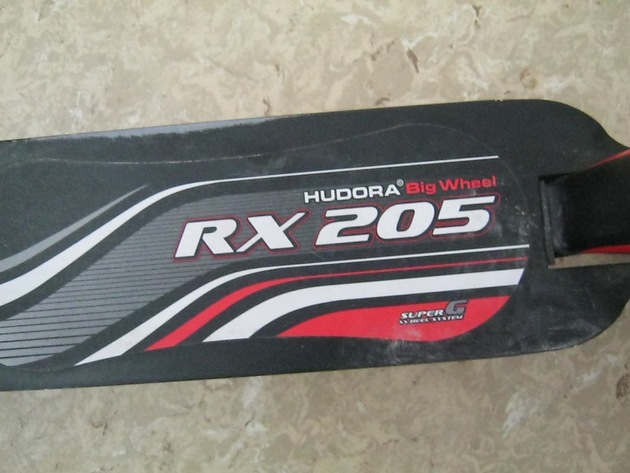 HUDORA® Big Wheel
RX 205
SUPER G
WHEEL SYSTEM